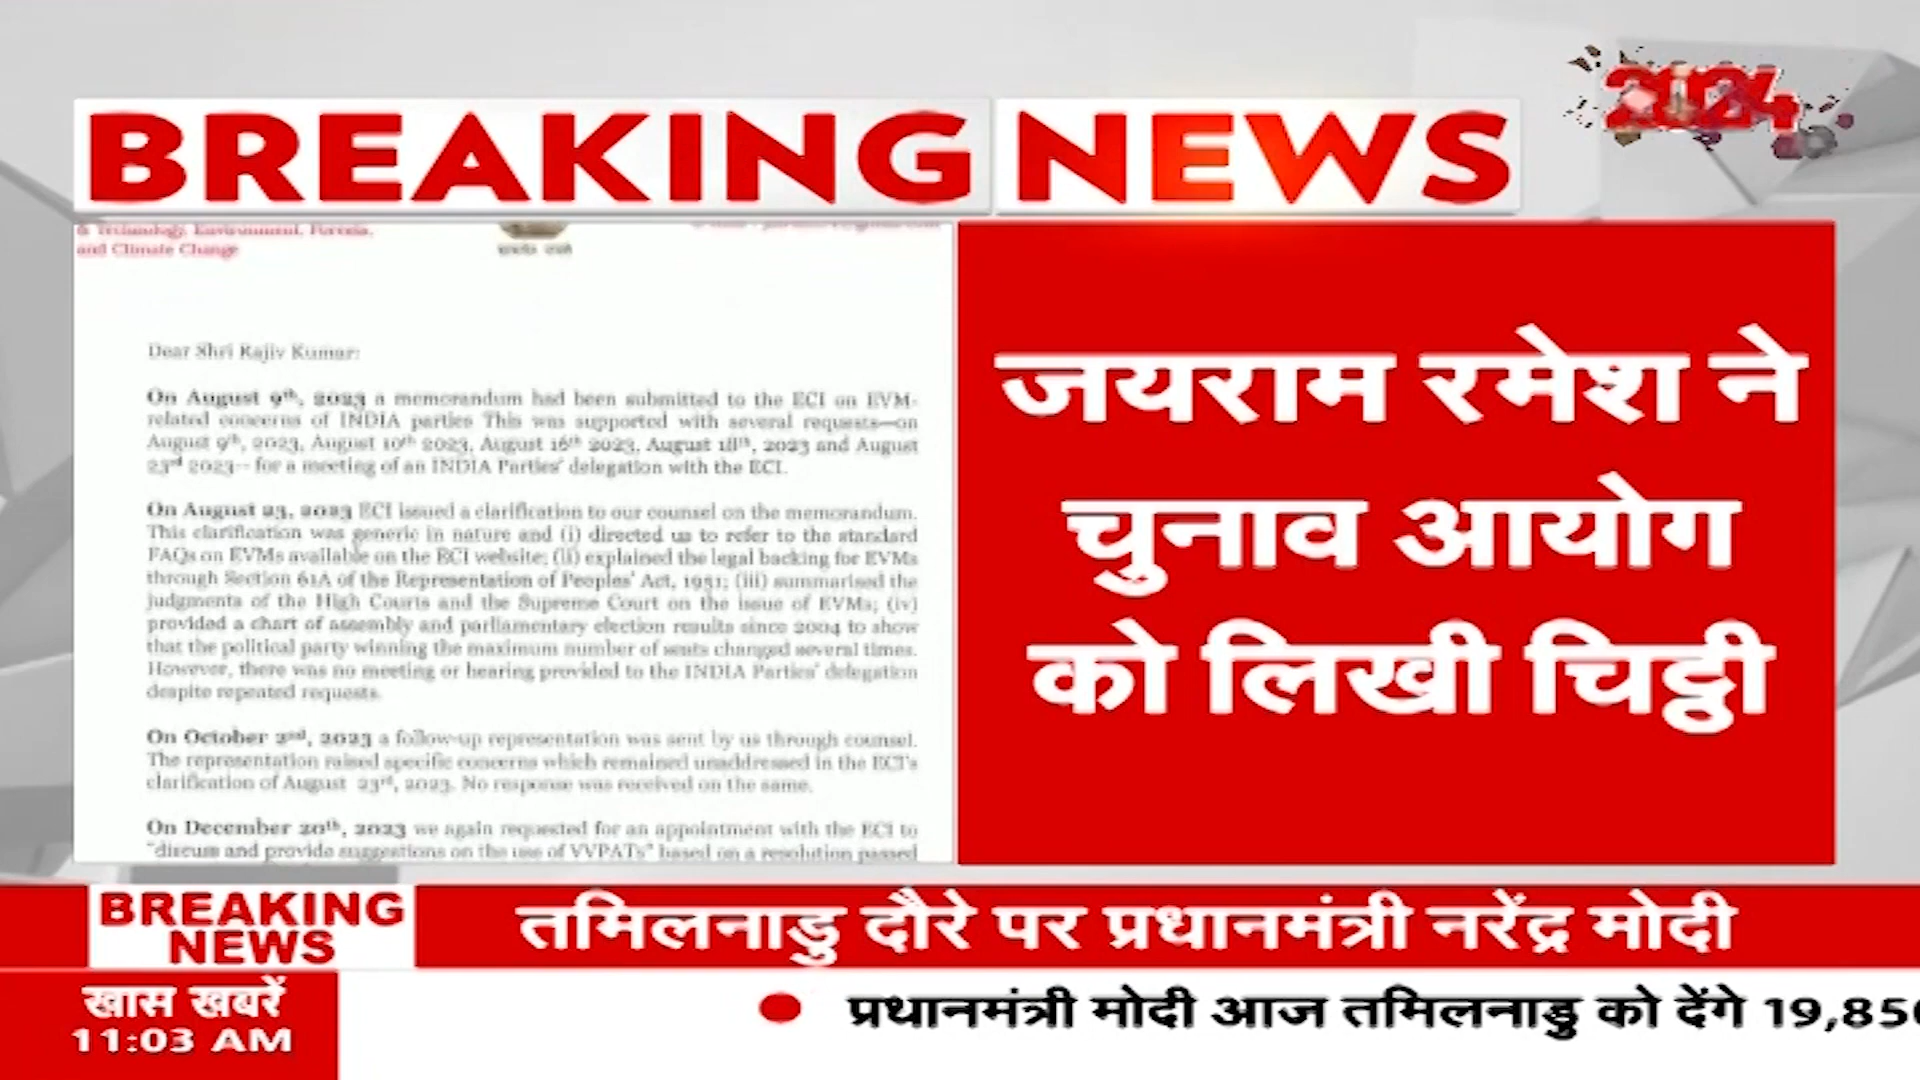 BREAKING NEWS
2024
& Technology, Environment, Forests,
and Climate Change
Dear Shri Rajiv Kumar:
On August 9th, 2023 a memorandum had been submitted to the ECI on EVM-
related concerns of INDIA parties This was supported with several requests—on
August 9th, 2023, August 10th 2023, August 16th 2023, August 18th, 2023 and August
23rd 2023-- for a meeting of an INDIA Parties' delegation with the ECI.
On August 23, 2023 ECI issued a clarification to our counsel on the memorandum.
This clarification was generic in nature and (i) directed us to refer to the standard
FAQs on EVMs available on the ECI website; (ii) explained the legal backing for EVMs
through Section 61A of the Representation of Peoples' Act, 1951; (iii) summarised the
judgments of the High Courts and the Supreme Court on the issue of EVMs; (iv)
provided a chart of assembly and parliamentary election results since 2004 to show
that the political party winning the maximum number of seats changed several times.
However, there was no meeting or hearing provided to the INDIA Parties' delegation
despite repeated requests.
On October 2nd, 2023 a follow-up representation was sent by us through counsel.
The representation raised specific concerns which remained unaddressed in the ECI's
clarification of August 23rd, 2023. No response was received on the same.
On December 20th, 2023 we again requested for an appointment with the ECI to
"discuss and provide suggestions on the use of VVPATs" based on a resolution passed
जयराम रमेश ने
चुनाव आयोग
को लिखी चिट्ठी
BREAKING
NEWS
तमिलनाडु दौरे पर प्रधानमंत्री नरेंद्र मोदी
खास खबरें
11:03 AM
प्रधानमंत्री मोदी आज तमिलनाडु को देंगे 19,850